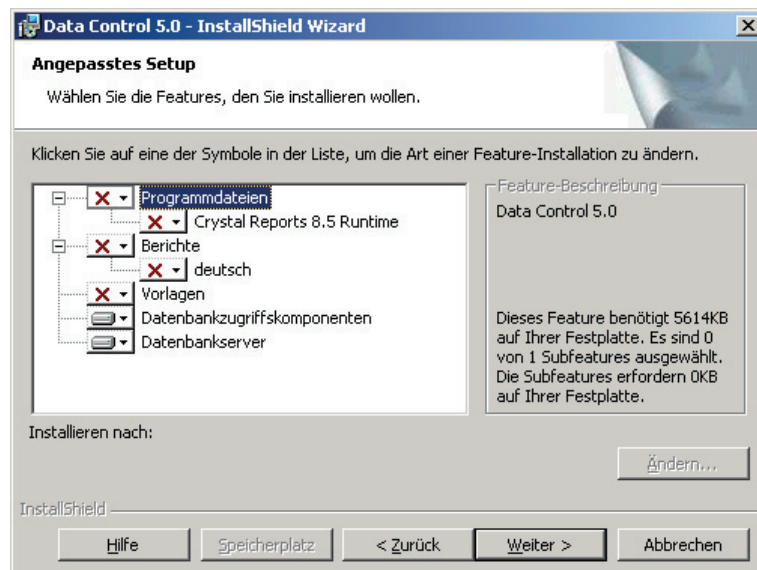 Data Control 5.0 - InstallShield Wizard
Angepasstes Setup
Wählen Sie die Features, den Sie installieren wollen.
Klicken Sie auf eine der Symbole in der Liste, um die Art einer Feature-Installation zu ändern.
Programmdateien
Crystal Reports 8.5 Runtime
Berichte
deutsch
Vorlagen
Datenbankzugriffskomponenten
Datenbankserver
Feature-Beschreibung
Data Control 5.0
Dieses Feature benötigt 5614KB
auf Ihrer Festplatte. Es sind 0
von 1 Subfeatures ausgewählt.
Die Subfeatures erfordern 0KB
auf Ihrer Festplatte.
Installieren nach:
Ändern...
InstallShield
Hilfe
Speicherplatz
< Zurück
Weiter >
Abbrechen